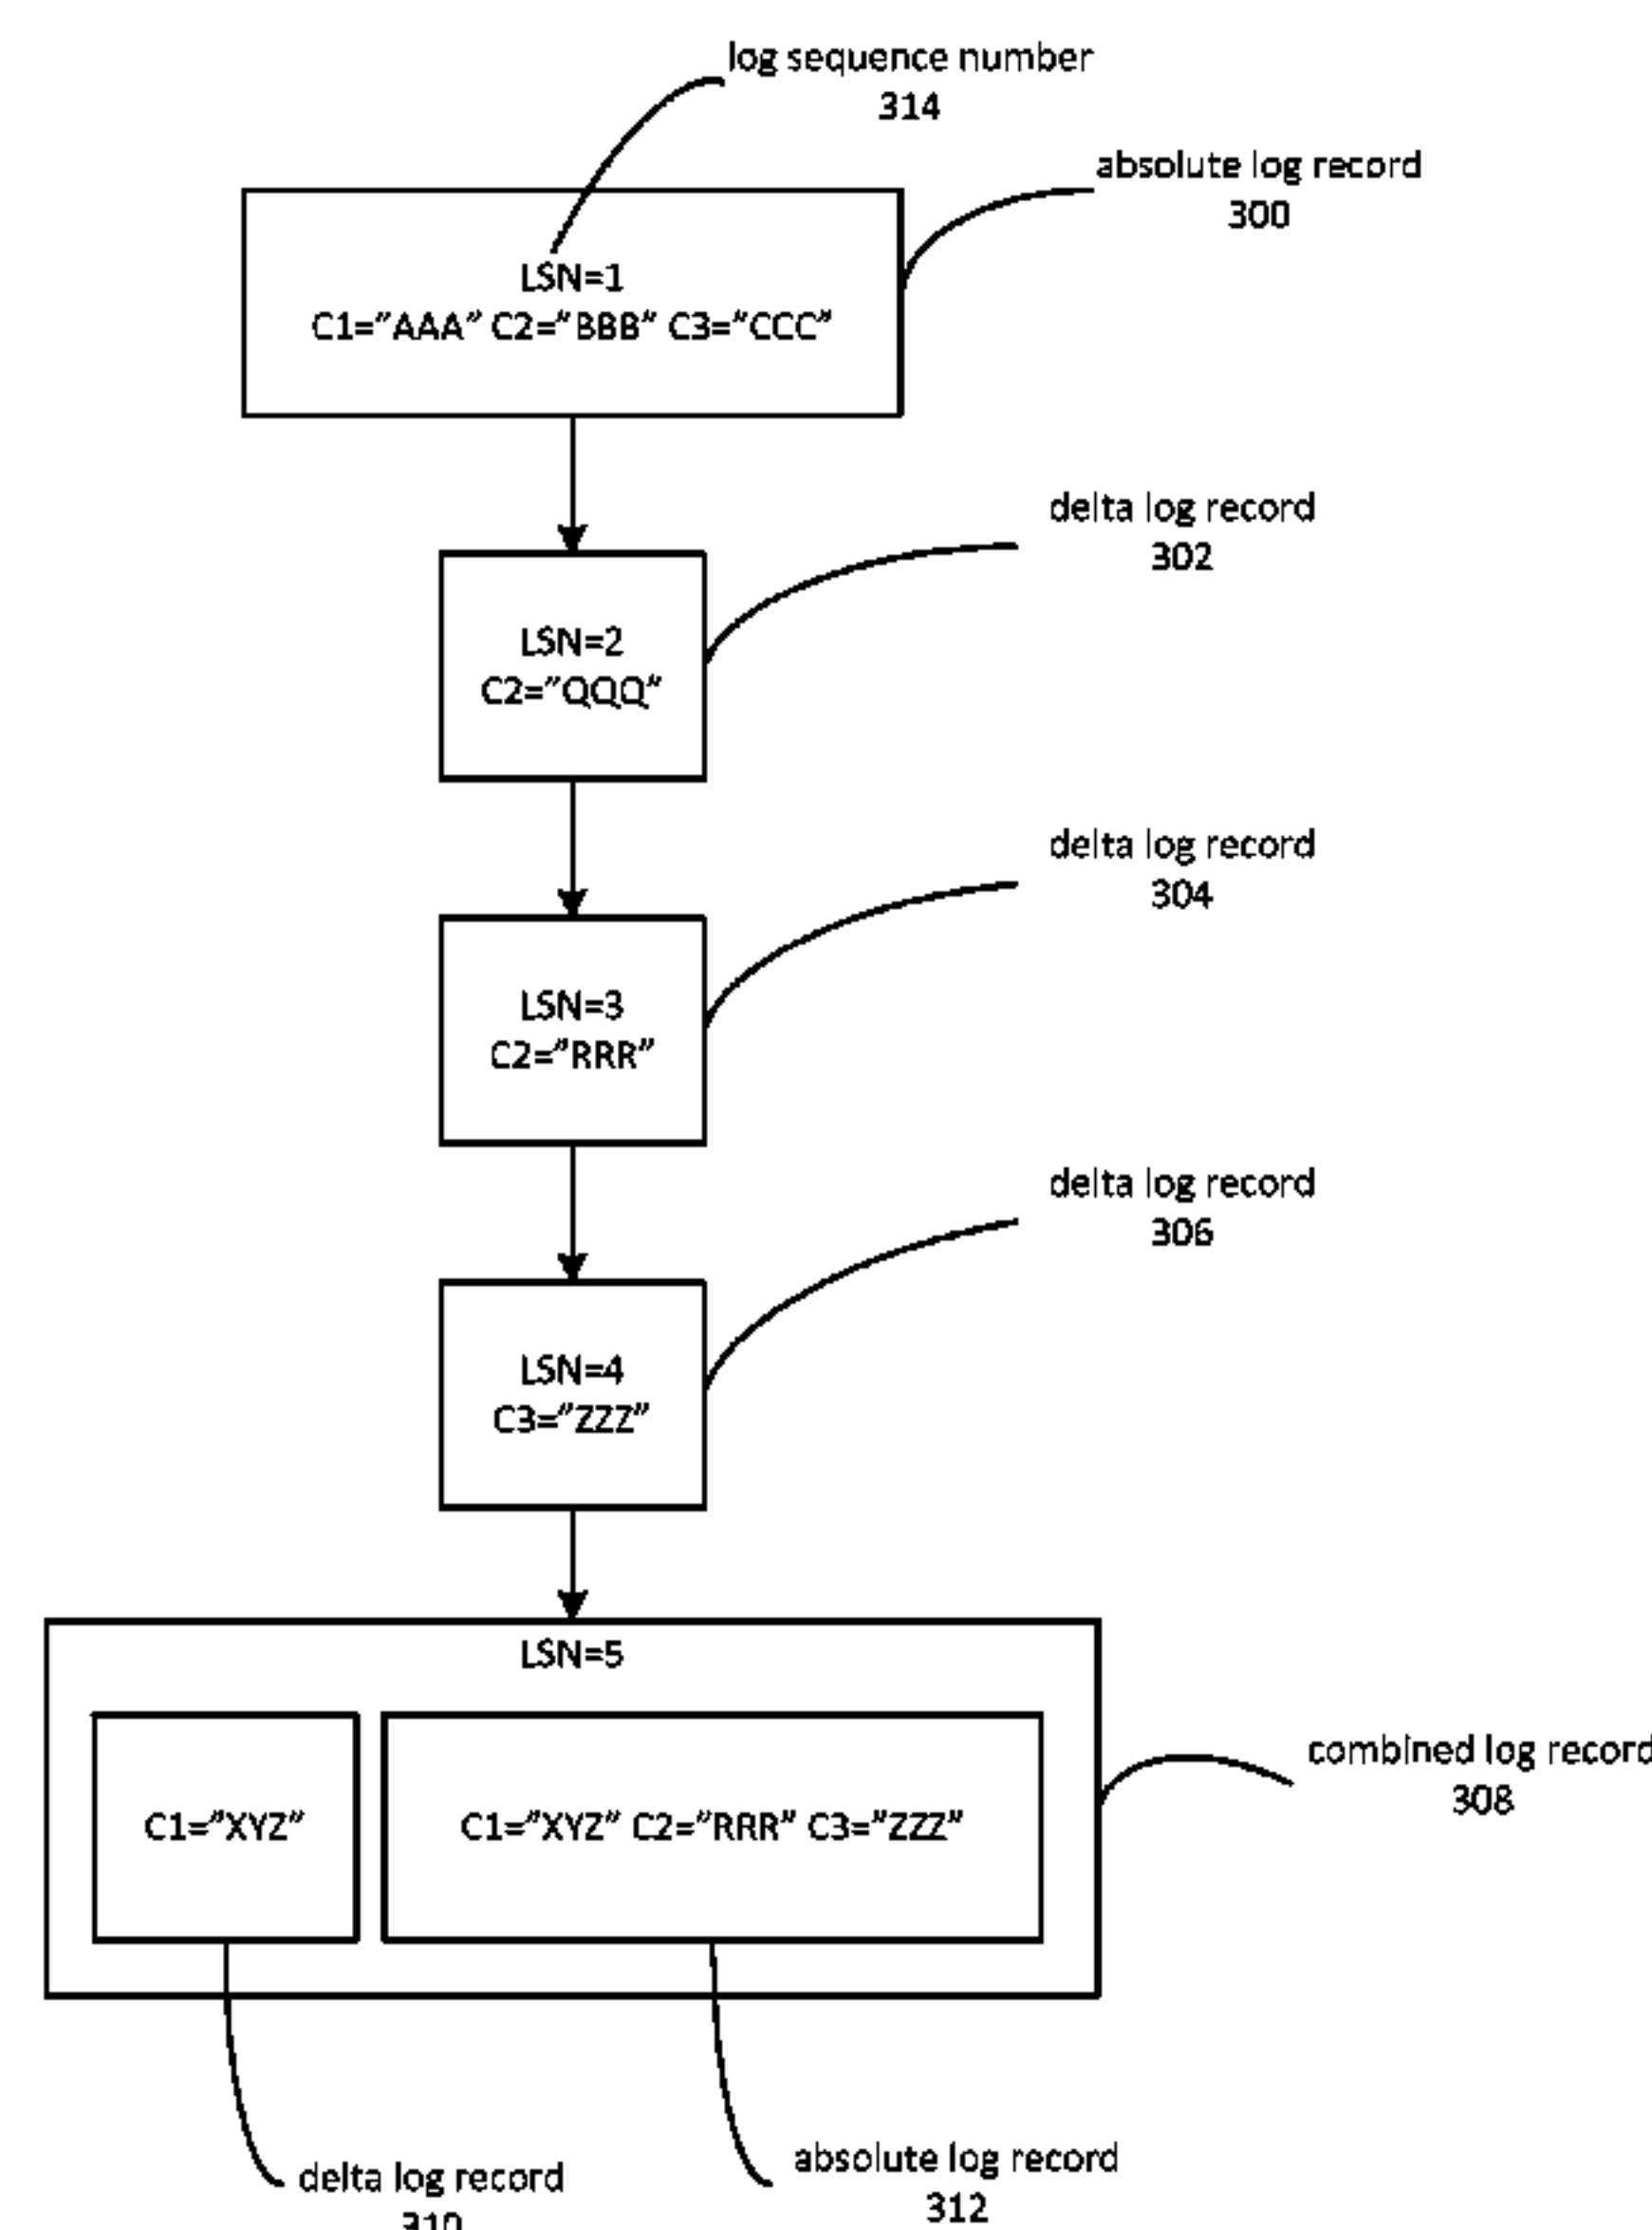 log sequence number
314
absolute log record
300
LSN=1
C1="AAA" C2="BBB" C3="CCC"
delta log record
302
LSN=2
C2="QQQ"
delta log record
304
LSN=3
C2="RRR"
delta log record
306
LSN=4
C3="ZZZ"
LSN=5
combined log record
308
C1="XYZ"
C1="XYZ" C2="RRR" C3="ZZZ"
delta log record
310
absolute log record
312